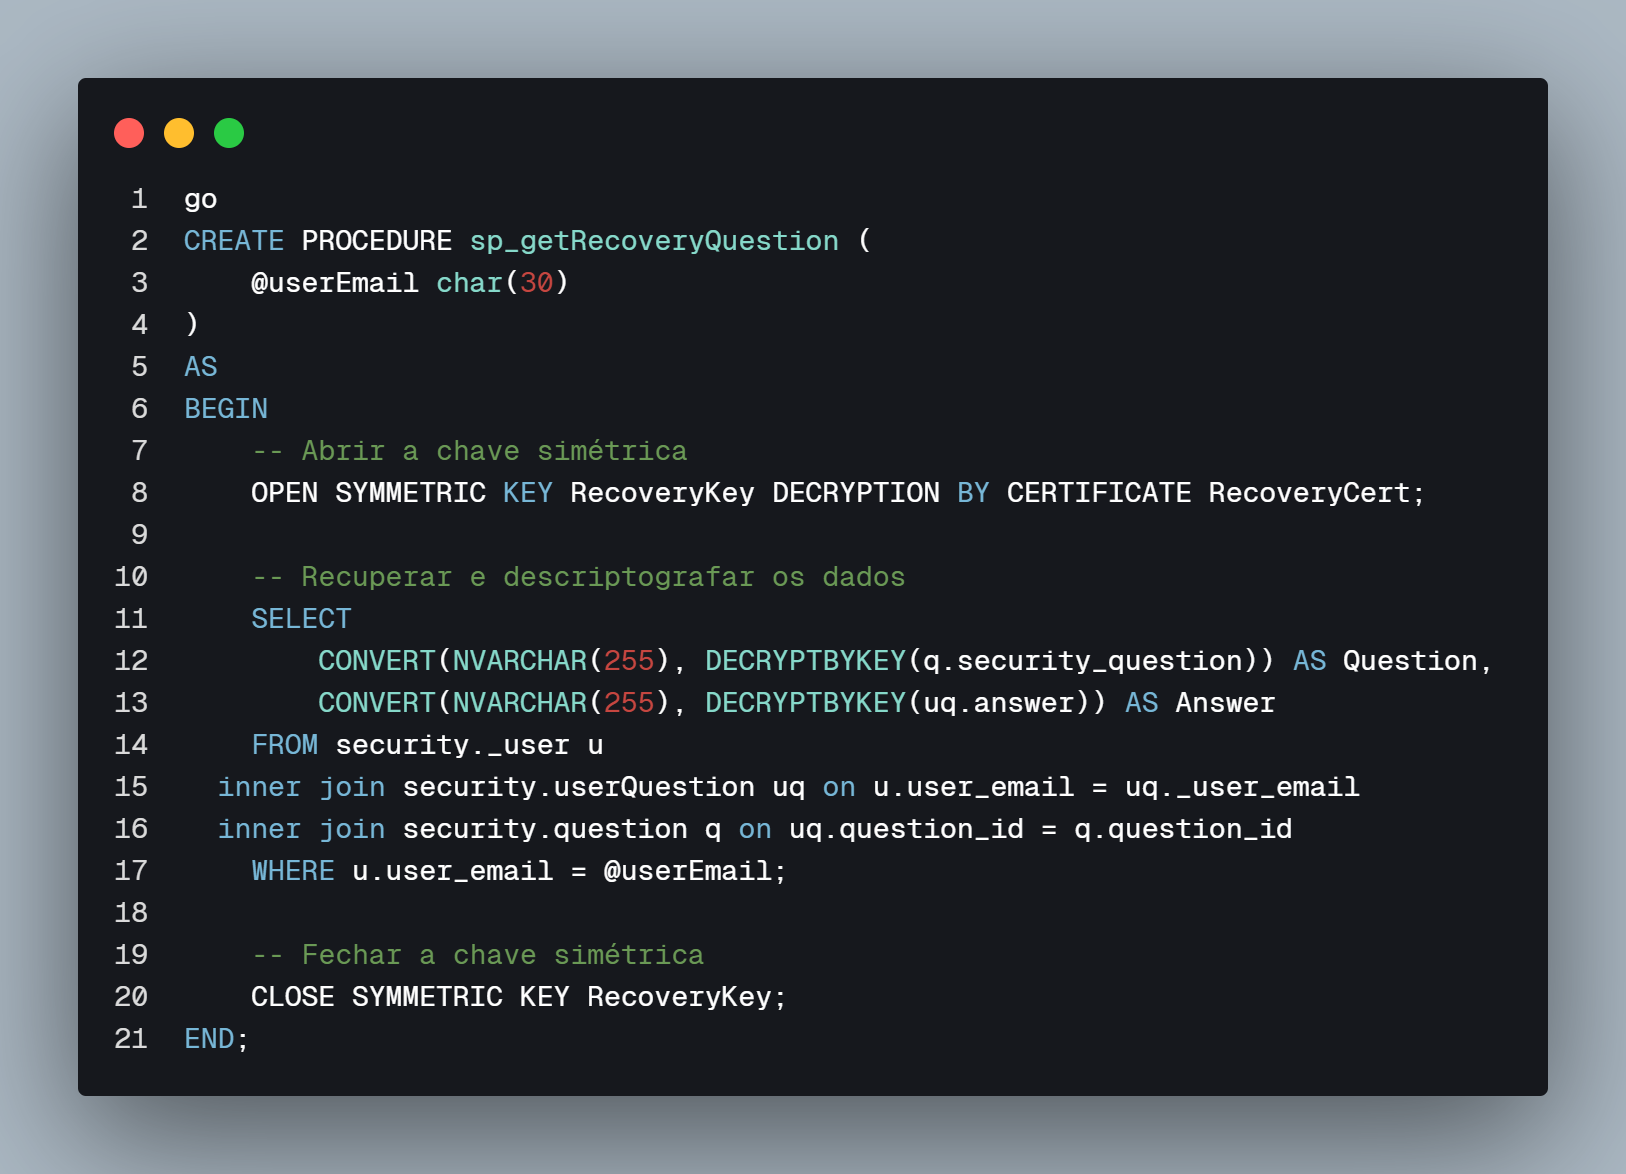 1 go
2 CREATE PROCEDURE sp_getRecoveryQuestion (
3     @userEmail char(30)
4 )
5 AS
6 BEGIN
7     -- Abrir a chave simétrica
8     OPEN SYMMETRIC KEY RecoveryKey DECRYPTION BY CERTIFICATE RecoveryCert;
9
10     -- Recuperar e descriptografar os dados
11     SELECT
12         CONVERT(NVARCHAR(255), DECRYPTBYKEY(q.security_question)) AS Question,
13         CONVERT(NVARCHAR(255), DECRYPTBYKEY(uq.answer)) AS Answer
14     FROM security._user u
15   inner join security.userQuestion uq on u.user_email = uq._user_email
16   inner join security.question q on uq.question_id = q.question_id
17     WHERE u.user_email = @userEmail;
18
19     -- Fechar a chave simétrica
20     CLOSE SYMMETRIC KEY RecoveryKey;
21 END;